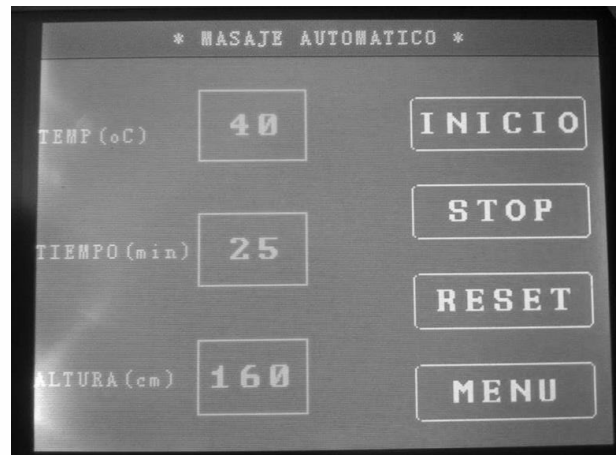 * MASAJE AUTOMATICO *
TEMP(oC) 40 INICIO
STOP
TIEMPO(min) 25
RESET
ALTURA(cm) 160 MENU